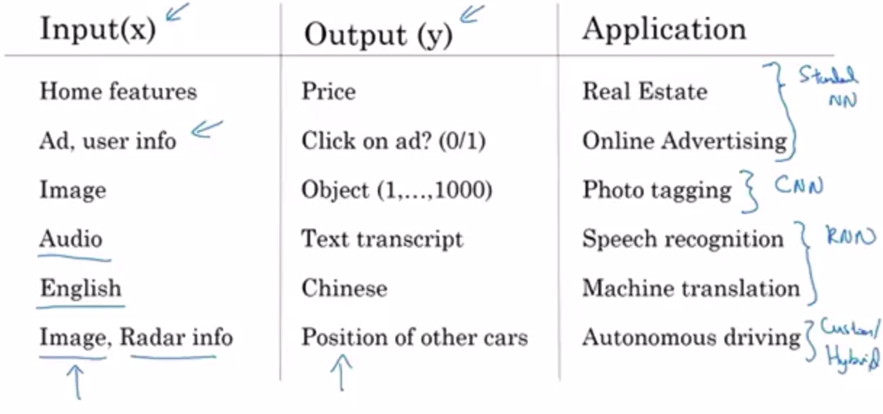 Input(x) Output (y) Application
Home features Price Real Estate Standard NN
Ad, user info Click on ad? (0/1) Online Advertising
Image Object (1,...,1000) Photo tagging CNN
Audio Text transcript Speech recognition RNN
English Chinese Machine translation
Image, Radar info Position of other cars Autonomous driving Custom/ Hybrid